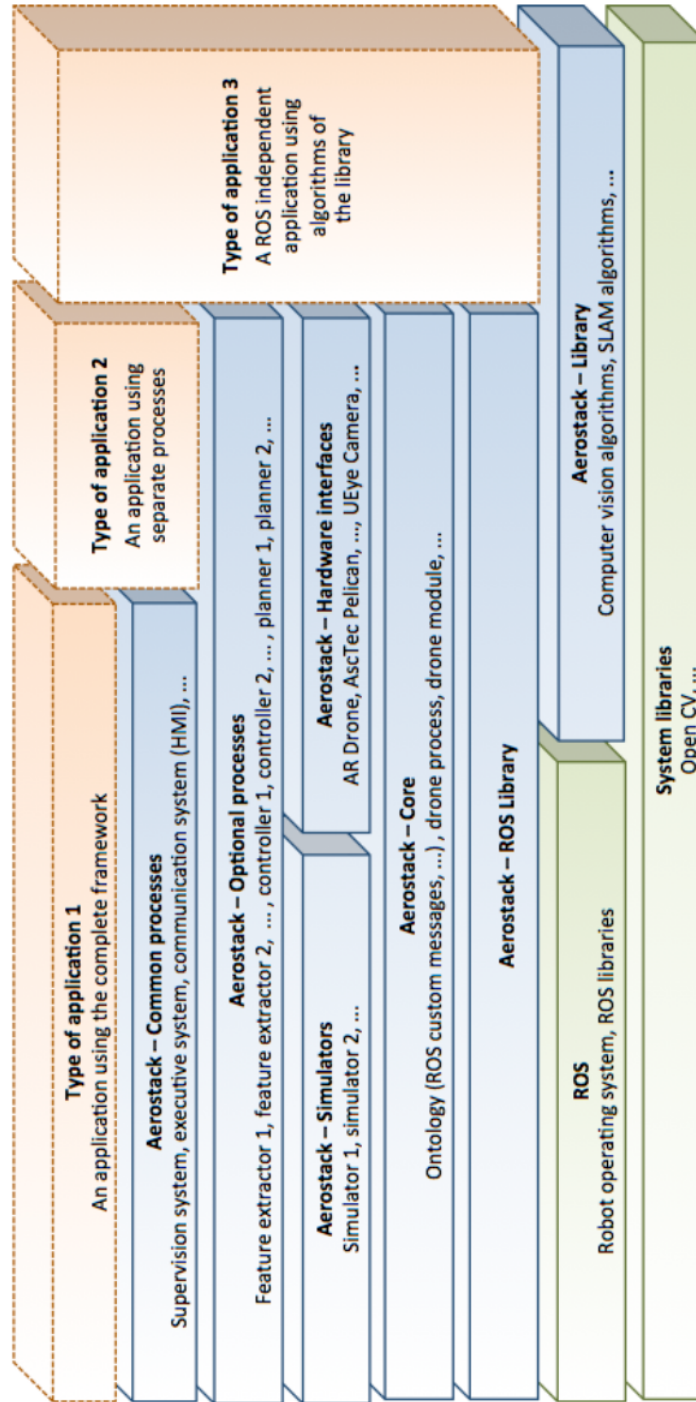 Type of application 1
An application using the complete framework
Type of application 2
An application using
separate processes
Type of application 3
A ROS independent
application using
algorithms of
the library
Aerostack – Common processes
Supervision system, executive system, communication system (HMI), ...
Aerostack – Optional processes
Feature extractor 1, feature extractor 2, ... , controller 1, controller 2, ... , planner 1, planner 2, ...
Aerostack – Simulators
Simulator 1, simulator 2, ...
Aerostack – Hardware interfaces
AR Drone, AscTec Pelican, ..., UEye Camera, ...
Aerostack – Core
Ontology (ROS custom messages, ...) , drone process, drone module, ...
Aerostack – ROS Library
ROS
Robot operating system, ROS libraries
Aerostack – Library
Computer vision algorithms, SLAM algorithms, ...
System libraries
Open CV, ...